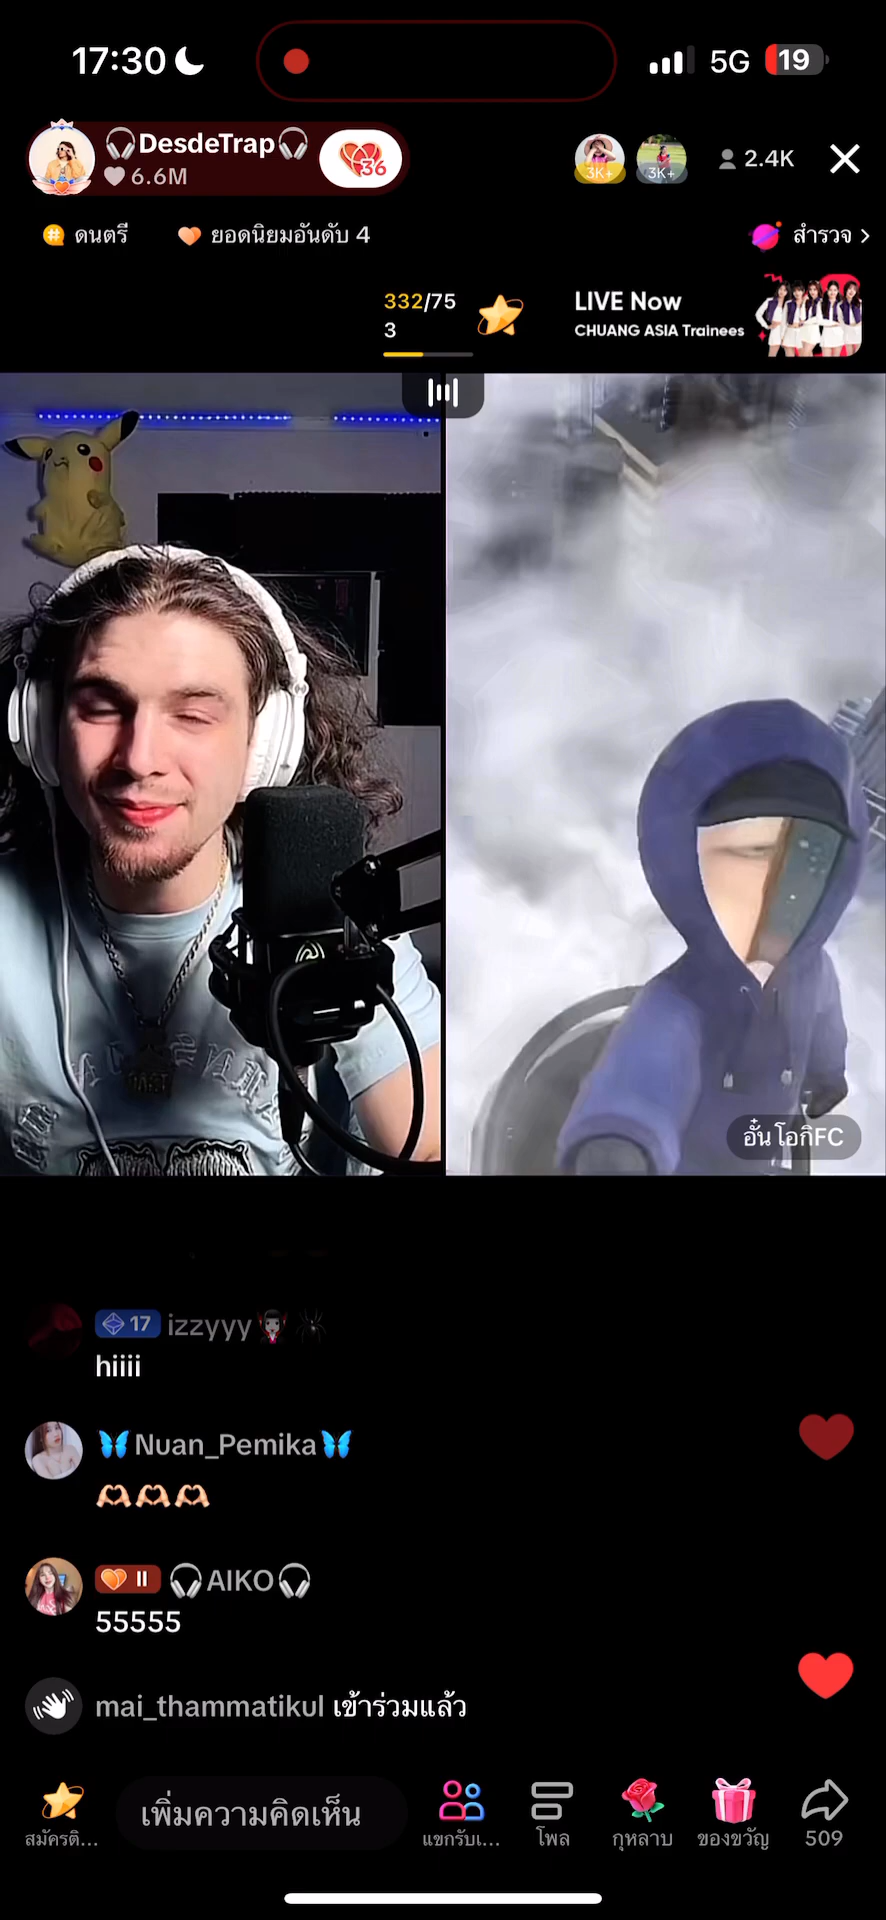 17:30
5G
19
🎧DesdeTrap🎧
36
6.6M
3K+
3K+
2.4K
ดนตรี
ยอดนิยมอันดับ 4
สำรวจ >
332/75
3
LIVE Now
CHUANG ASIA Trainees
อั๋น โอกิFC
17 izzyyy🧛🏻‍♀️🕷️
hiiii
🦋Nuan_Pemika🦋
🫶🏻🫶🏻🫶🏻
II 🎧AIKO🎧
55555
mai_thammatikul เข้าร่วมแล้ว
เพิ่มความคิดเห็น
สมัครติ...
แขกรับเ...
โพล
กุหลาบ
ของขวัญ
509